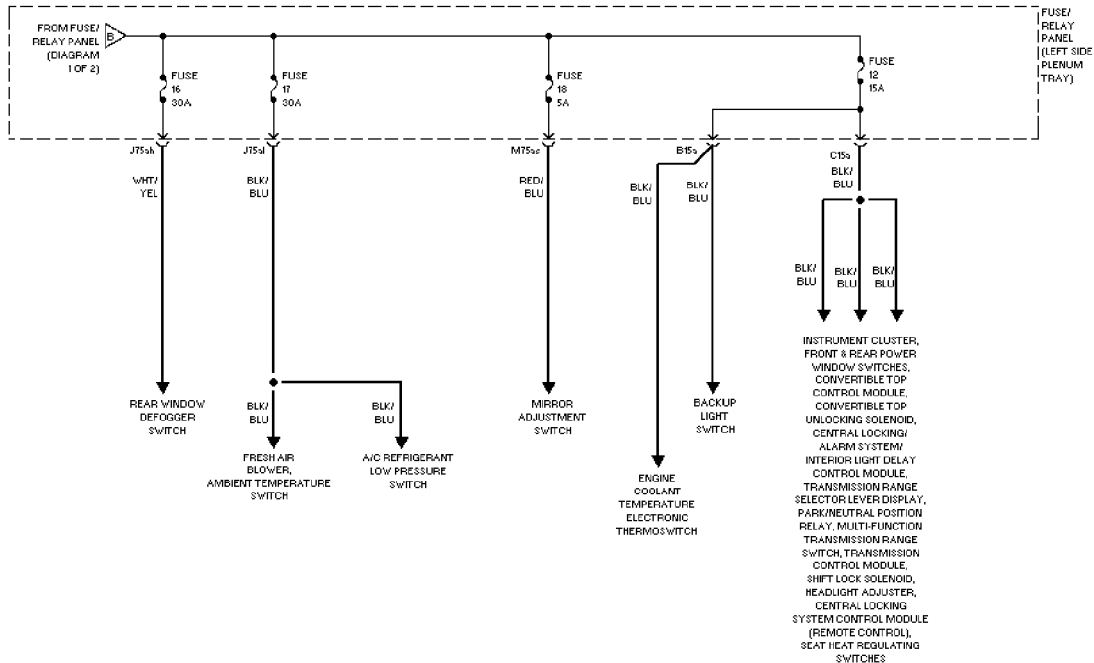 FROM FUSE/
RELAY PANEL
(DIAGRAM
1 OF 2)
B
FUSE
16
30A
FUSE
17
30A
FUSE
18
5A
FUSE
12
15A
FUSE/
RELAY
PANEL
(LEFT SIDE
PLENUM
TRAY)
J75ah
J75al
M75ac
B15a
C15a
WHT/
YEL
BLK/
BLU
RED/
BLU
BLK/
BLU
BLK/
BLU
BLK/
BLU
BLK/
BLU
BLK/
BLU
BLK/
BLU
REAR WINDOW
DEFOGGER
SWITCH
BLK/
BLU
BLK/
BLU
FRESH AIR
BLOWER,
AMBIENT TEMPERATURE
SWITCH
A/C REFRIGERANT
LOW PRESSURE
SWITCH
MIRROR
ADJUSTMENT
SWITCH
BACKUP
LIGHT
SWITCH
ENGINE
COOLANT
TEMPERATURE
ELECTRONIC
THERMOSWITCH
INSTRUMENT CLUSTER,
FRONT & REAR POWER
WINDOW SWITCHES,
CONVERTIBLE TOP
CONTROL MODULE,
CONVERTIBLE TOP
UNLOCKING SOLENOID,
CENTRAL LOCKING/
ALARM SYSTEM/
INTERIOR LIGHT DELAY
CONTROL MODULE,
TRANSMISSION RANGE
SELECTOR LEVER DISPLAY,
PARK/NEUTRAL POSITION
RELAY, MULTI-FUNCTION
TRANSMISSION RANGE
SWITCH, TRANSMISSION
CONTROL MODULE,
SHIFT LOCK SOLENOID,
HEADLIGHT ADJUSTER,
CENTRAL LOCKING
SYSTEM CONTROL MODULE
(REMOTE CONTROL),
SEAT HEAT REGULATING
SWITCHES